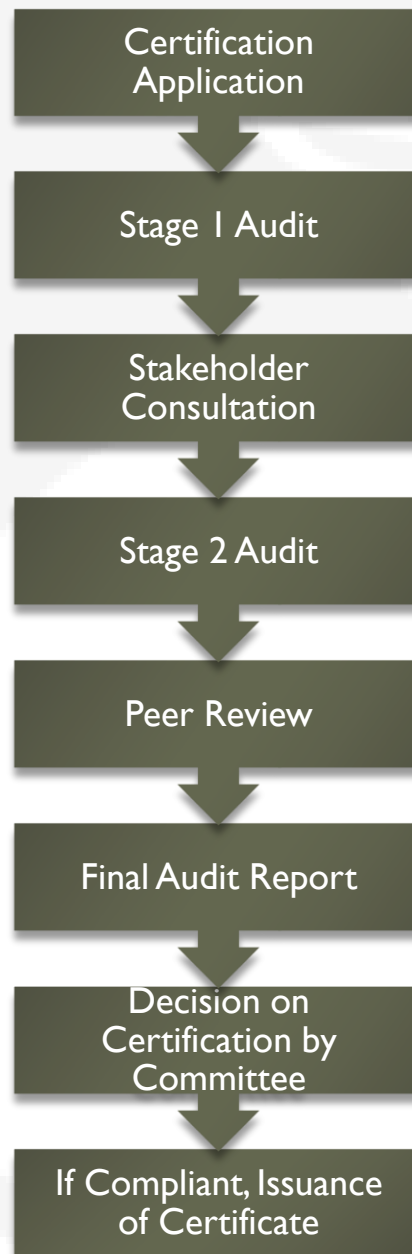 Certification
Application
Stage 1 Audit
Stakeholder
Consultation
Stage 2 Audit
Peer Review
Final Audit Report
Decision on
Certification by
Committee
If Compliant, Issuance
of Certificate